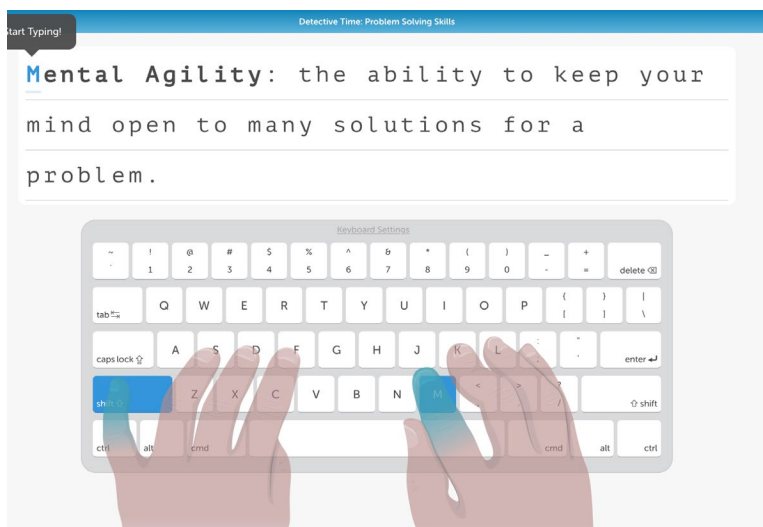 Detective Time: Problem Solving Skills
Start Typing!
Mental Agility: the ability to keep your
mind open to many solutions for a
problem.
Keyboard Settings
~ ! @ # $ % ^ & * ( ) _ +
` 1 2 3 4 5 6 7 8 9 0 - = delete
tab Q W E R T Y U I O P { [ } ] | \
caps lock A S D F G H J K L : ; " ' enter
shift Z X C V B N M < > ? / shift
ctrl alt cmd cmd alt ctrl